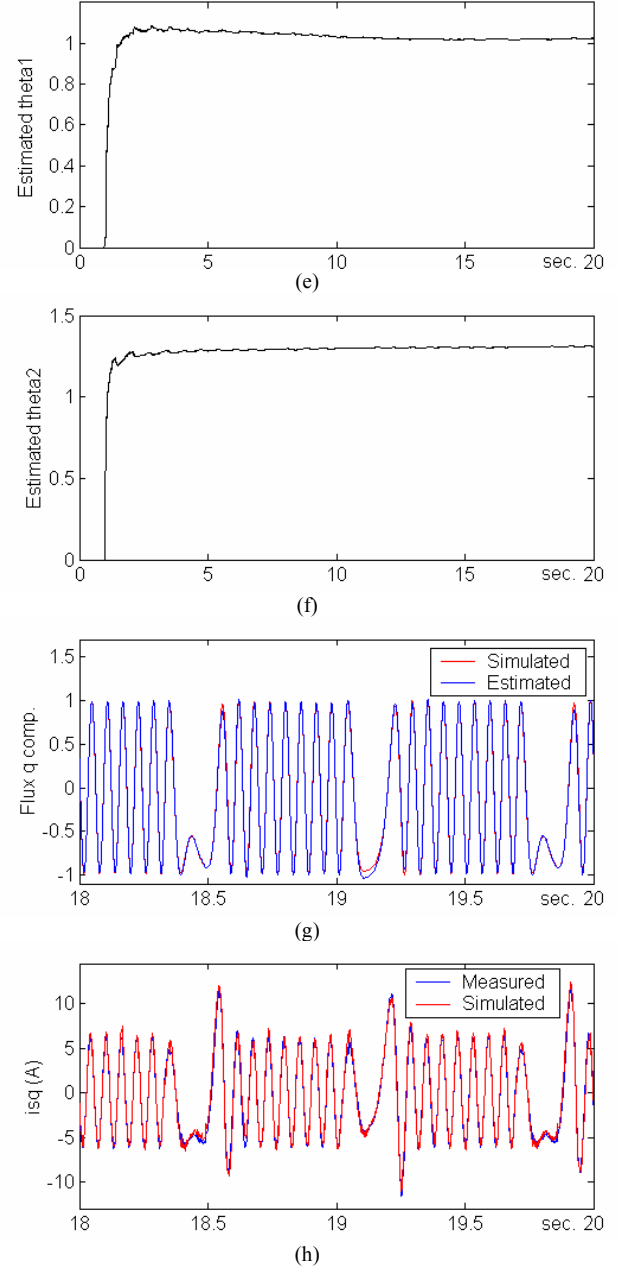 1.2
1
0.8
0.6
0.4
0.2
0
Estimated theta1
0 5 10 15 sec. 20
(e)
1.5
1
0.5
0
Estimated theta2
0 5 10 15 sec. 20
(f)
1.5
1
0.5
0
-0.5
-1
Flux q comp.
Simulated
Estimated
18 18.5 19 19.5 sec. 20
(g)
10
5
0
-5
-10
isq (A)
Measured
Simulated
18 18.5 19 19.5 sec. 20
(h)